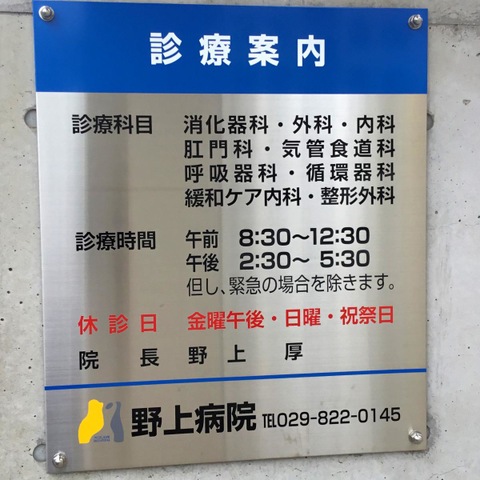 診療案内
診療科目 消化器科・外科・内科
肛門科・気管食道科
呼吸器科・循環器科
緩和ケア内科・整形外科
診療時間 午前 8:30〜12:30
午後 2:30〜 5:30
但し、緊急の場合を除きます。
休診日 金曜午後・日曜・祝祭日
院長 野上 厚
野上病院 TEL029-822-0145